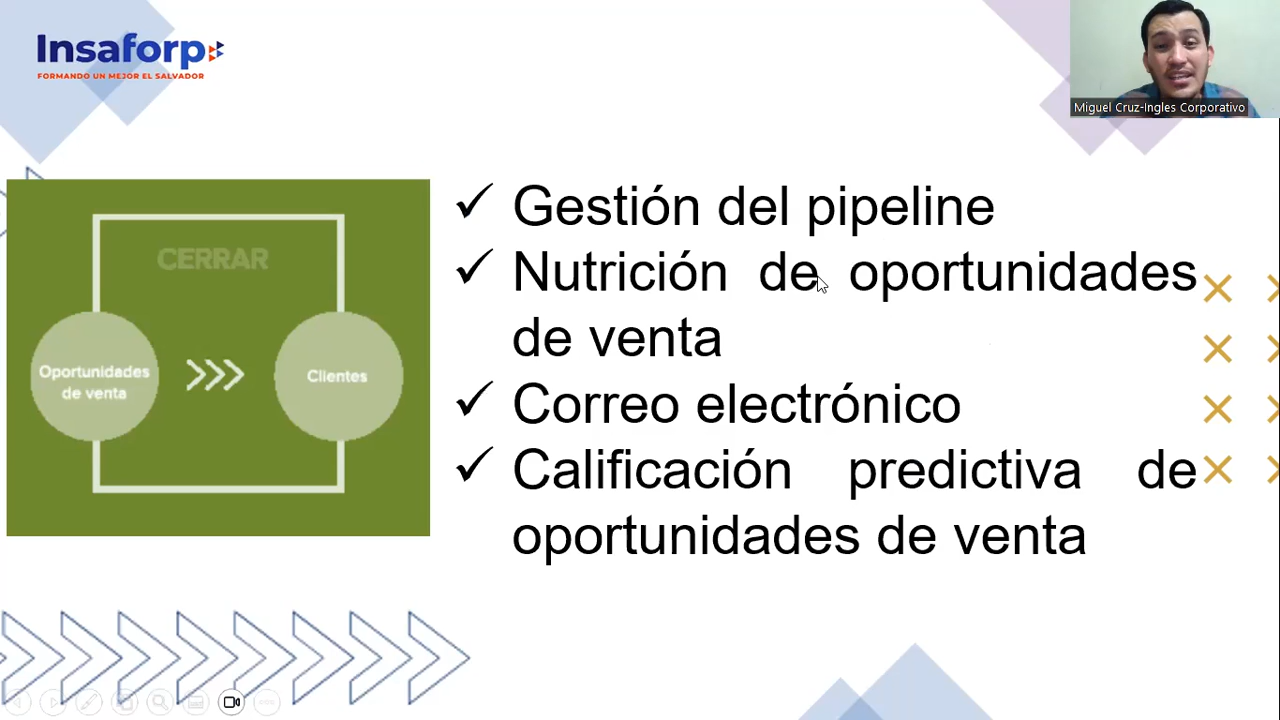 Insaforp
FORMANDO UN MEJOR EL SALVADOR
Miguel Cruz-Ingles Corporativo
CERRAR
Oportunidades
de venta
Clientes
✓ Gestión del pipeline
✓ Nutrición de oportunidades
de venta
✓ Correo electrónico
✓ Calificación predictiva de
oportunidades de venta